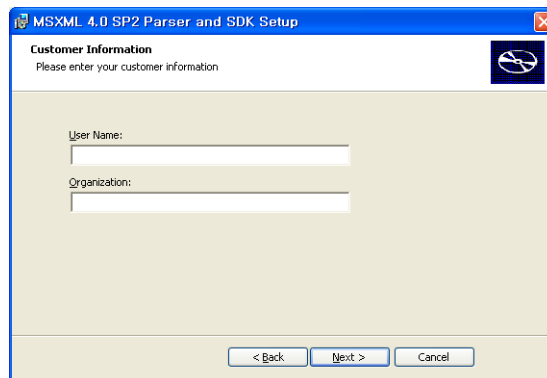 MSXML 4.0 SP2 Parser and SDK Setup
Customer Information
Please enter your customer information
User Name:
Organization:
< Back
Next >
Cancel